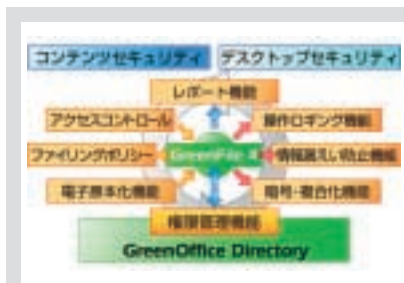 コンテンツセキュリティ
デスクトップセキュリティ
レポート機能
アクセスコントロール
操作ロギング機能
ファイリングポリシー
GreenFile
情報漏えい防止機能
電子原本化機能
暗号・複合化機能
権限管理機能
GreenOffice Directory